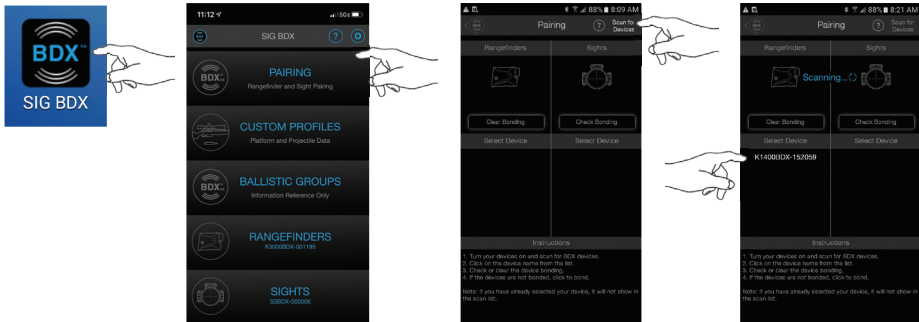 BDX™
SIG BDX
11:12
5G
SIG BDX
?
PAIRING
Rangefinder and Sight Pairing
BDX
CUSTOM PROFILES
Platform and Projectile Data
BALLISTIC GROUPS
Information Reference Only
BDX
RANGEFINDERS
K3000BDX-001195
SIGHTS
88% 8:09 AM
Pairing
?
Scan for
Devices
Rangefinders
Sights
Clear Bonding
Check Bonding
Select Device
Select Device
Instructions
1. Turn your devices on and scan for BDX devices.
2. Click on the device name from the list.
3. Check or clear the device bonding.
4. If the devices are not bonded, click to bond.
Note: If you have already selected your device, it will not show in
the scan list.
88% 8:21 AM
Pairing
?
Scan for
Devices
Rangefinders
Sights
Scanning...
Clear Bonding
Check Bonding
Select Device
Select Device
K1400BDX-152059
Instructions
1. Turn your devices on and scan for BDX devices.
2. Click on the device name from the list.
3. Check or clear the device bonding.
4. If the devices are not bonded, click to bond.
Note: If you have already selected your device, it will not show in
the scan list.